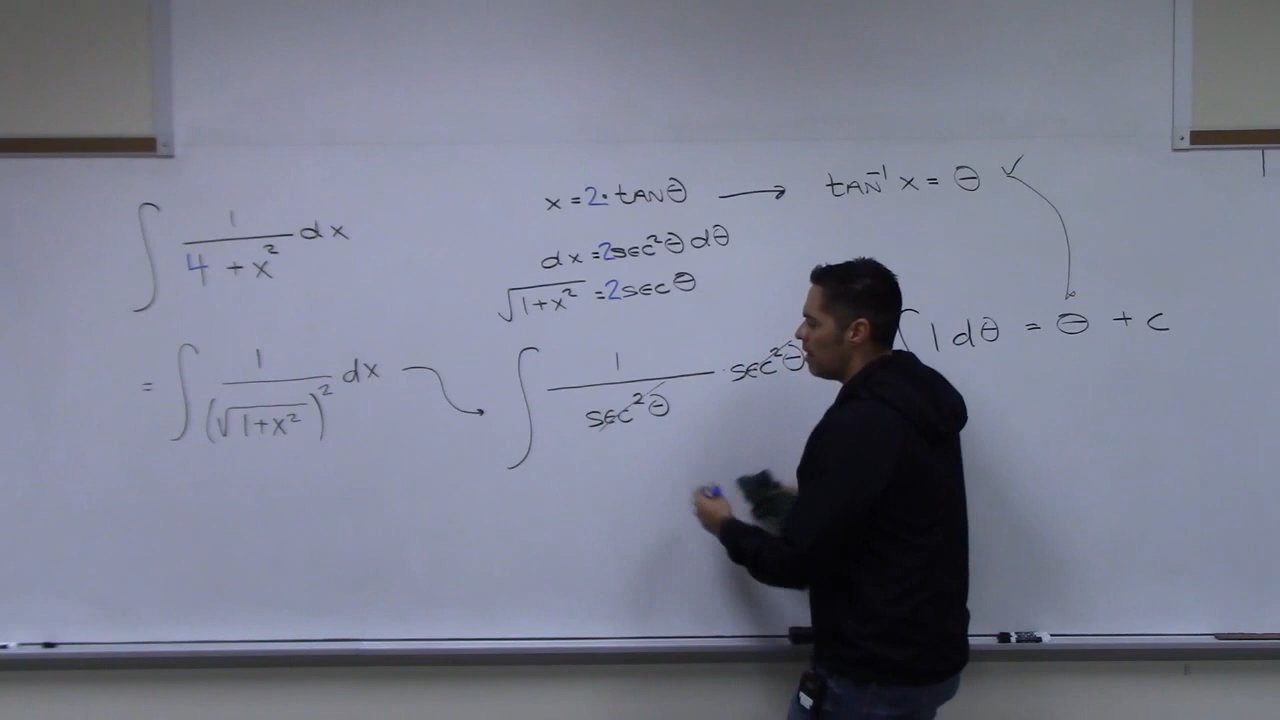 ∫ 1/(4 + x²) dx
x = 2· tanθ → tan⁻¹ x = θ ✓
dx = 2sec²θ dθ
√(1+x²) = 2secθ
= ∫ 1/(√(1+x²))² dx
∫ 1/sec²θ · sec²θ
∫ 1 dθ = θ + c